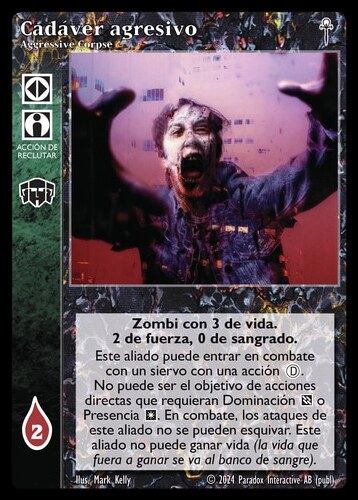 Cadáver agresivo
Aggressive Corpse
ACCIÓN DE
RECLUTAR
Zombi con 3 de vida.
2 de fuerza, 0 de sangrado.
Este aliado puede entrar en combate
con un siervo con una acción Ⓓ.
No puede ser el objetivo de acciones
directas que requieran Dominación o
Presencia. En combate, los ataques de
este aliado no se pueden esquivar. Este
aliado no puede ganar vida (la vida que
fuera a ganar se va al banco de sangre).
2
Ilus. Mark Kelly © 2024 Paradox Interactive AB (publ)